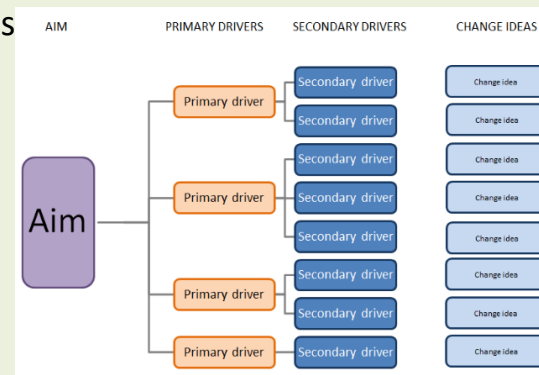 s
AIM PRIMARY DRIVERS SECONDARY DRIVERS CHANGE IDEAS
Secondary driver Change idea
Primary driver
Secondary driver Change idea
Secondary driver Change idea
Aim Primary driver Secondary driver Change idea
Secondary driver Change idea
Secondary driver Change idea
Primary driver
Secondary driver Change idea
Primary driver Secondary driver Change idea